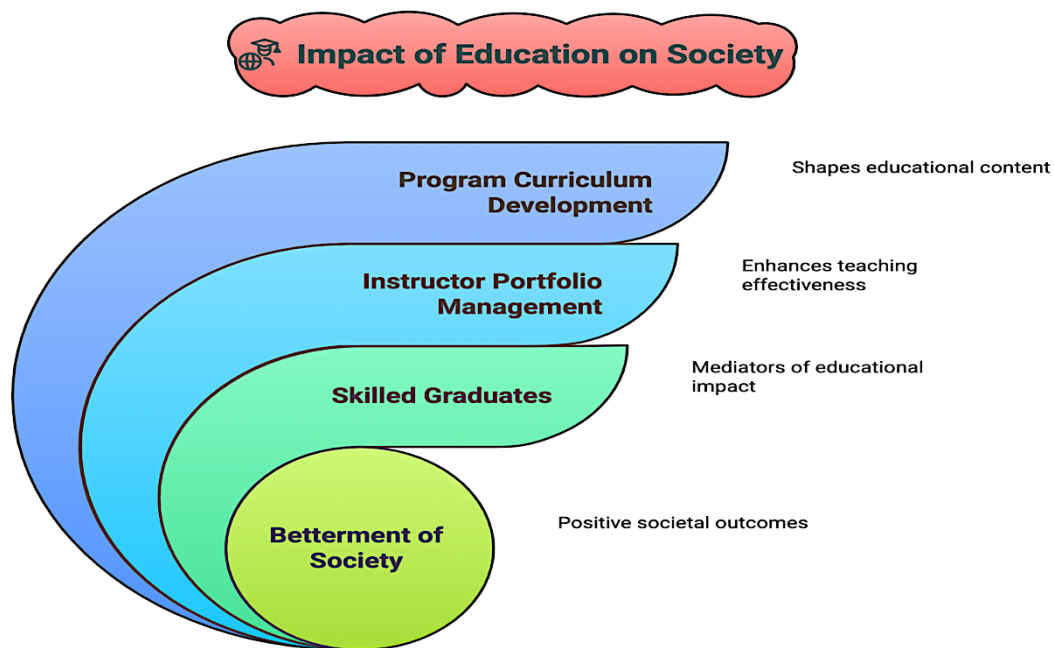 Impact of Education on Society
Program Curriculum
Development
Shapes educational content
Instructor Portfolio
Management
Enhances teaching
effectiveness
Skilled Graduates
Mediators of educational
impact
Betterment of
Society
Positive societal outcomes